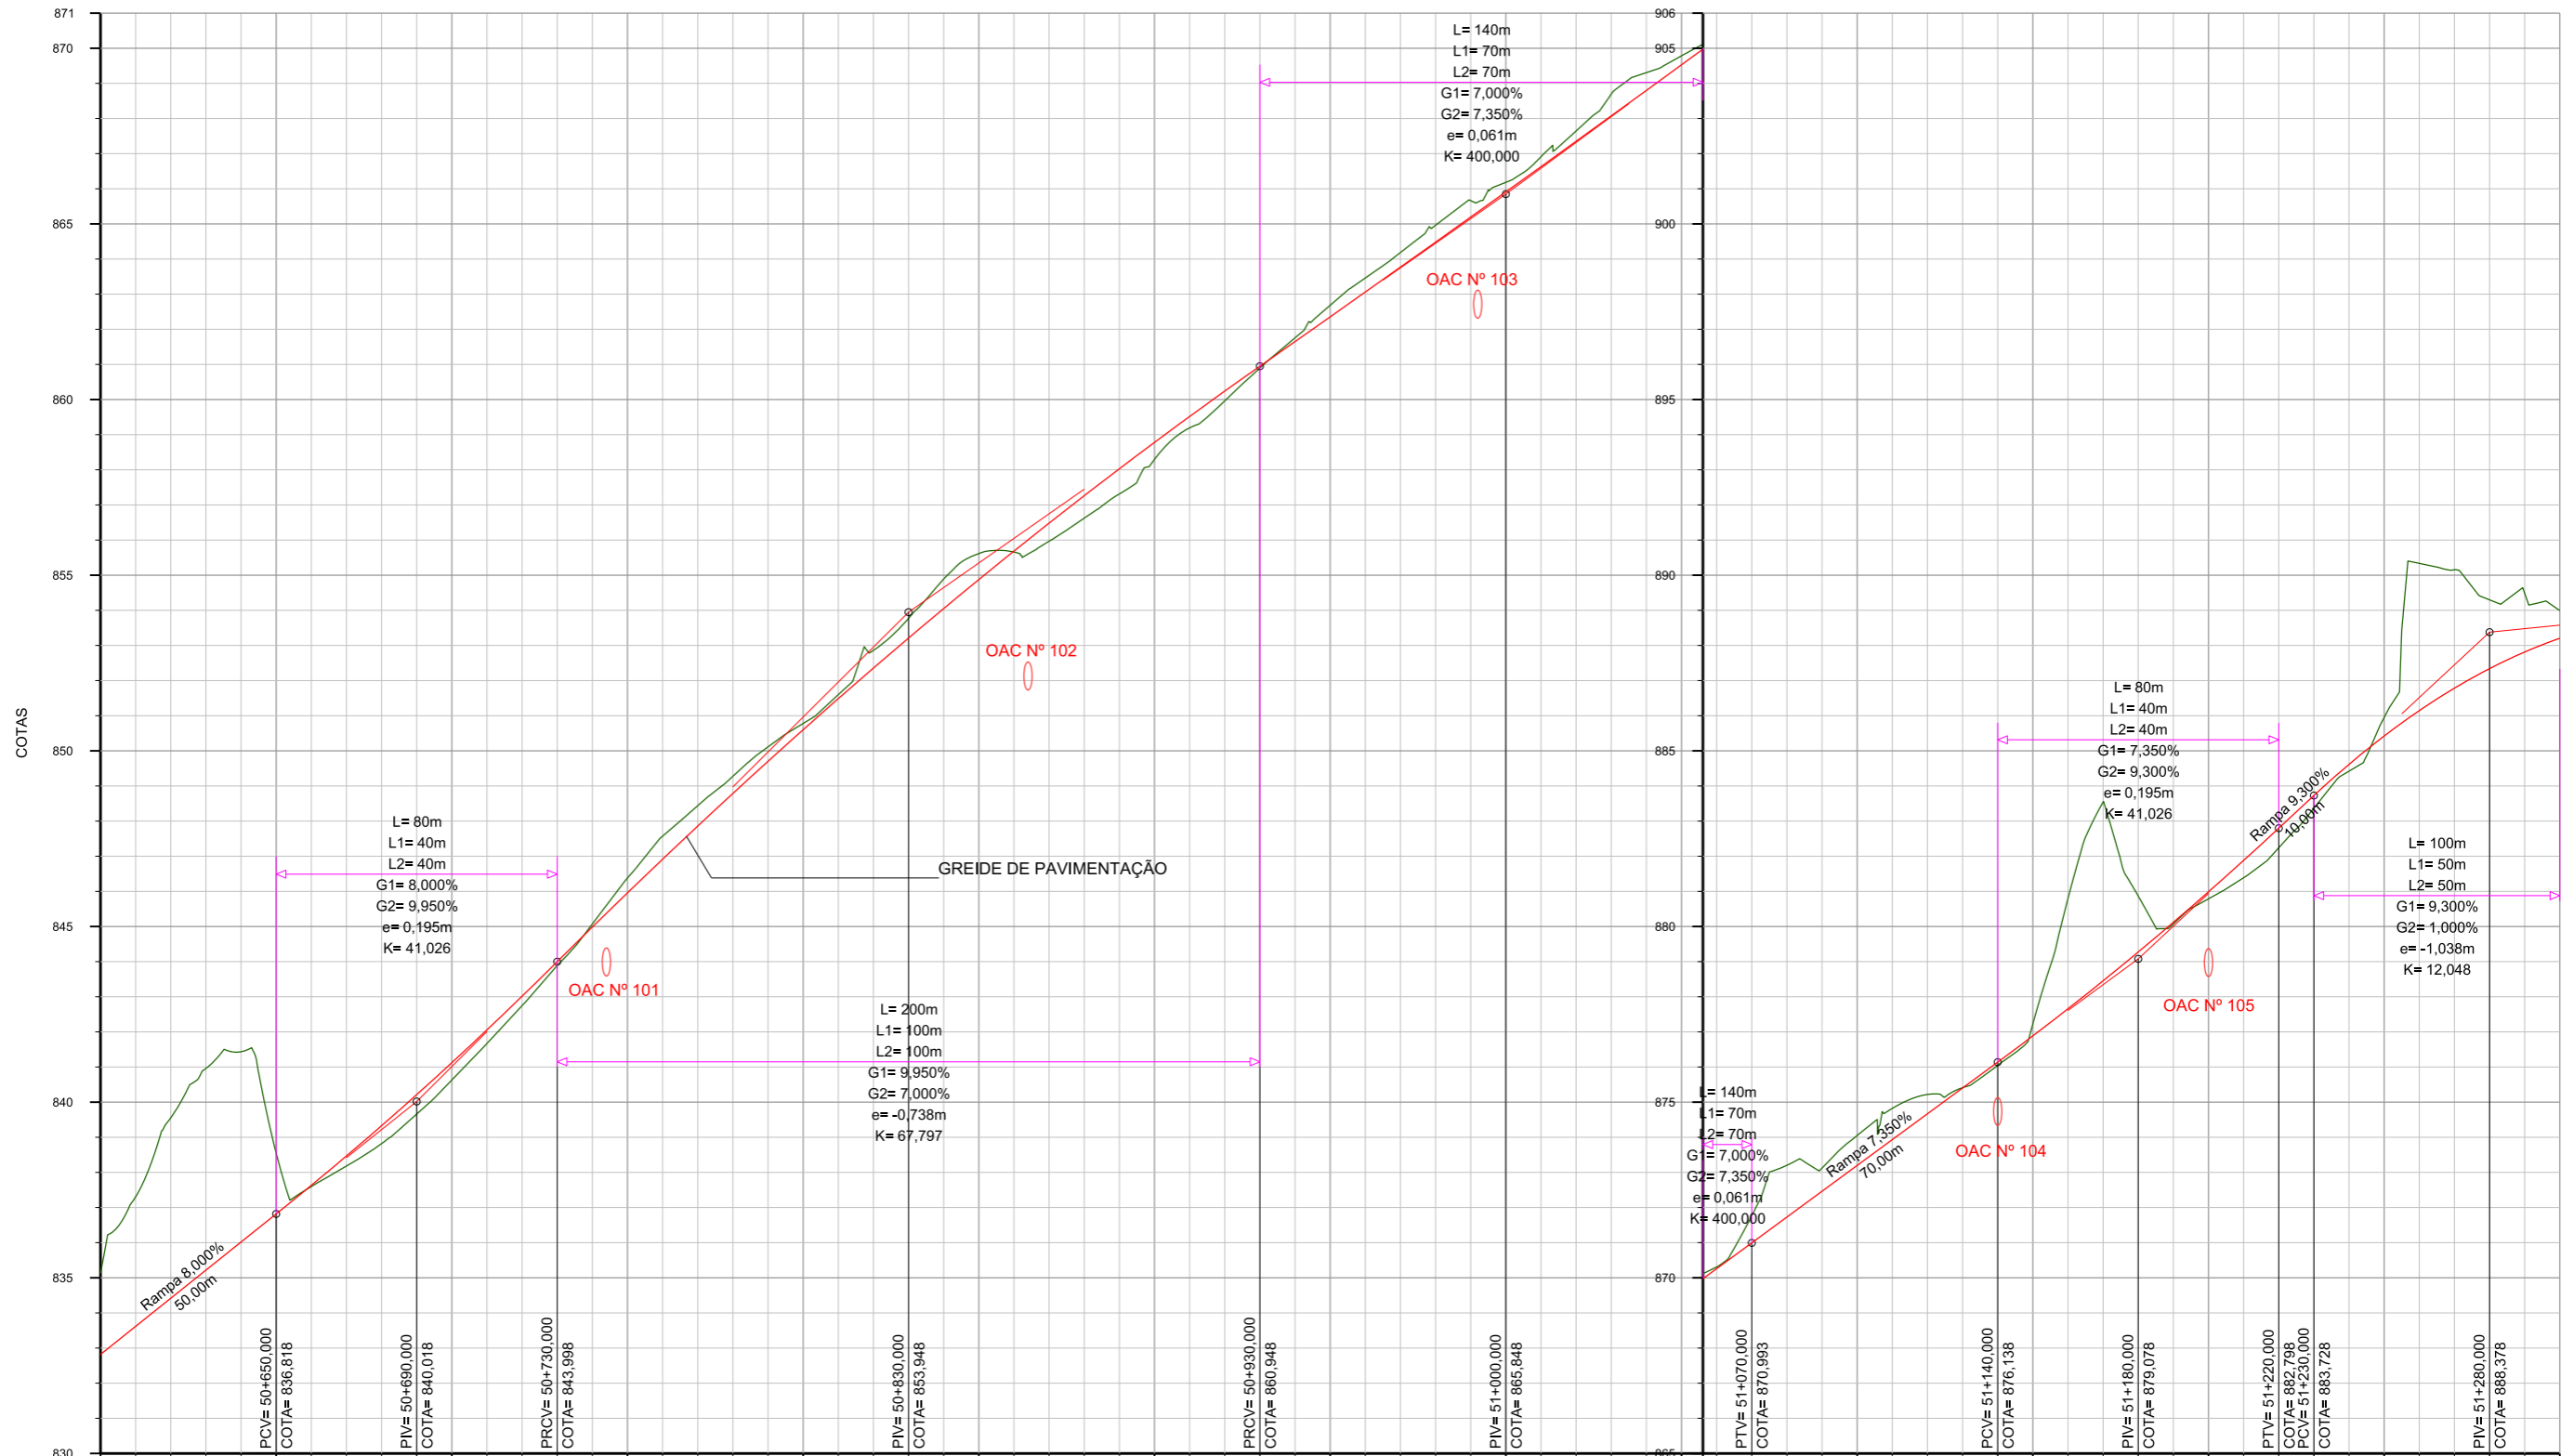 COTAS
871
870
865
860
855
850
845
840
835
830
Rampa 8,000%
50,00m
L= 80m
L1= 40m
L2= 40m
G1= 8,000%
G2= 9,950%
e= 0,195m
K= 41,026
PCV= 50+650,000
COTA= 836,818
PIV= 50+690,000
COTA= 840,018
PRCV= 50+730,000
COTA= 843,998
OAC Nº 101
L= 200m
L1= 100m
L2= 100m
G1= 9,950%
G2= 7,000%
e= -0,738m
K= 67,797
PIV= 50+830,000
COTA= 853,948
GREIDE DE PAVIMENTAÇÃO
OAC Nº 102
PRCV= 50+930,000
COTA= 860,948
L= 140m
L1= 70m
L2= 70m
G1= 7,000%
G2= 7,350%
e= 0,061m
K= 400,000
OAC Nº 103
PIV= 51+000,000
COTA= 865,848
906
905
900
895
890
885
880
875
870
865
L= 140m
L1= 70m
L2= 70m
G1= 7,000%
G2= 7,350%
e= 0,061m
K= 400,000
PTV= 51+070,000
COTA= 870,993
Rampa 7,350%
70,00m
OAC Nº 104
PCV= 51+140,000
COTA= 876,138
L= 80m
L1= 40m
L2= 40m
G1= 7,350%
G2= 9,300%
e= 0,195m
K= 41,026
PIV= 51+180,000
COTA= 879,078
OAC Nº 105
Rampa 9,300%
10,00m
PTV= 51+220,000
COTA= 882,798
PCV= 51+230,000
COTA= 883,728
L= 100m
L1= 50m
L2= 50m
G1= 9,300%
G2= 1,000%
e= -1,038m
K= 12,048
PIV= 51+280,000
COTA= 888,378